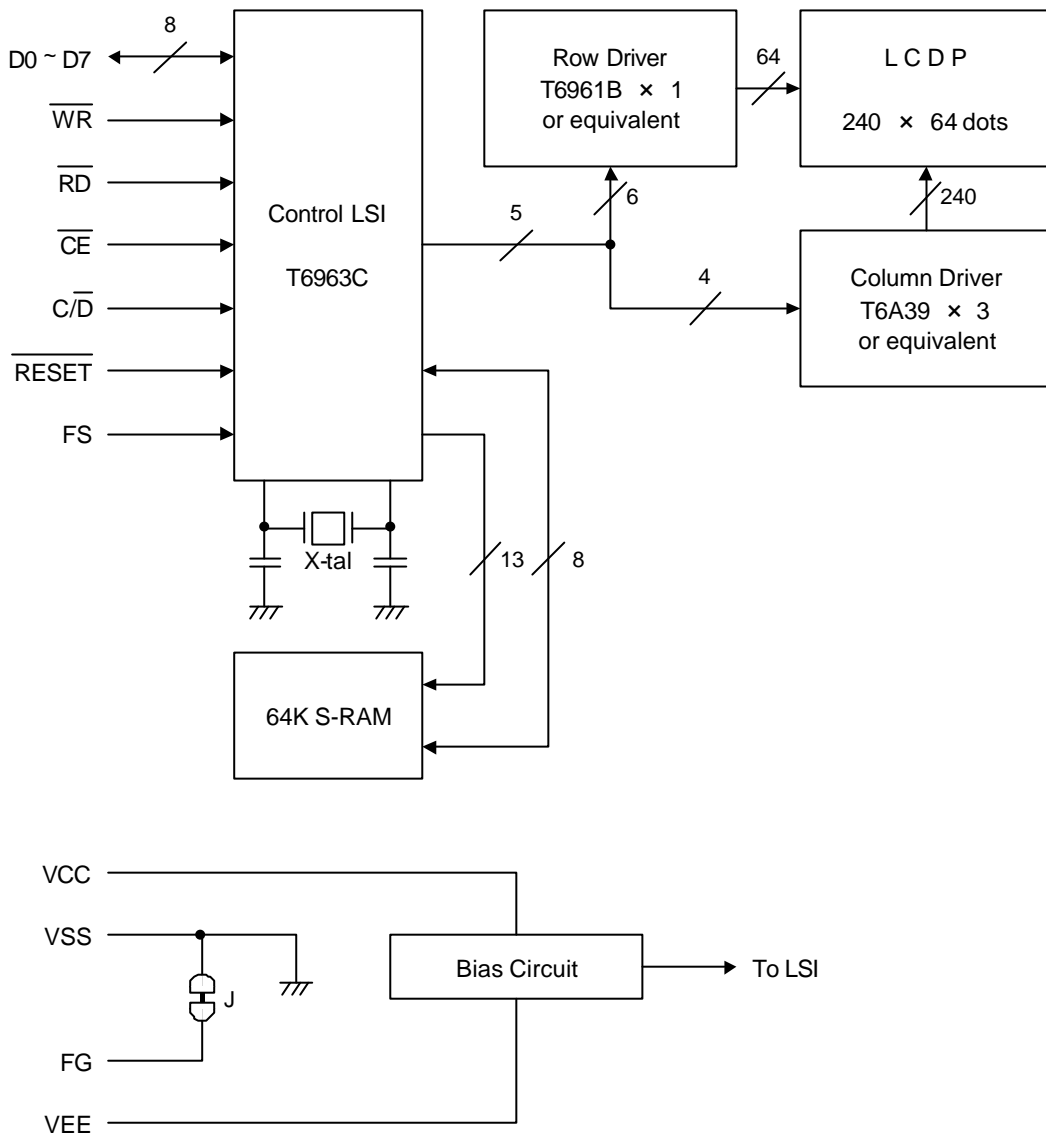 8
D0 ~ D7
WR
RD
CE
C/D
RESET
FS
Control LSI
T6963C
X-tal
5
6
4
Row Driver
T6961B × 1
or equivalent
64
L C D P
240 × 64 dots
240
Column Driver
T6A39 × 3
or equivalent
13
8
64K S-RAM
VCC
VSS
J
FG
VEE
Bias Circuit
To LSI